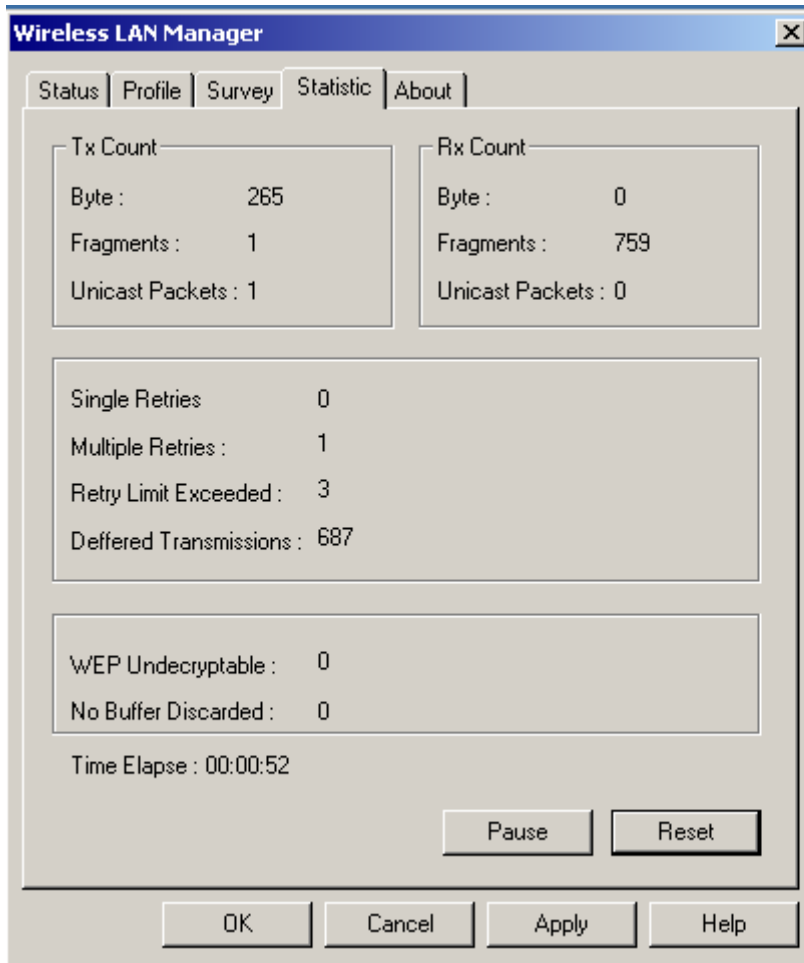 Wireless LAN Manager
Status Profile Survey Statistic About
Tx Count
Byte : 265
Fragments : 1
Unicast Packets : 1
Rx Count
Byte : 0
Fragments : 759
Unicast Packets : 0
Single Retries 0
Multiple Retries : 1
Retry Limit Exceeded : 3
Deffered Transmissions : 687
WEP Undecryptable : 0
No Buffer Discarded : 0
Time Elapse : 00:00:52
Pause Reset
OK Cancel Apply Help